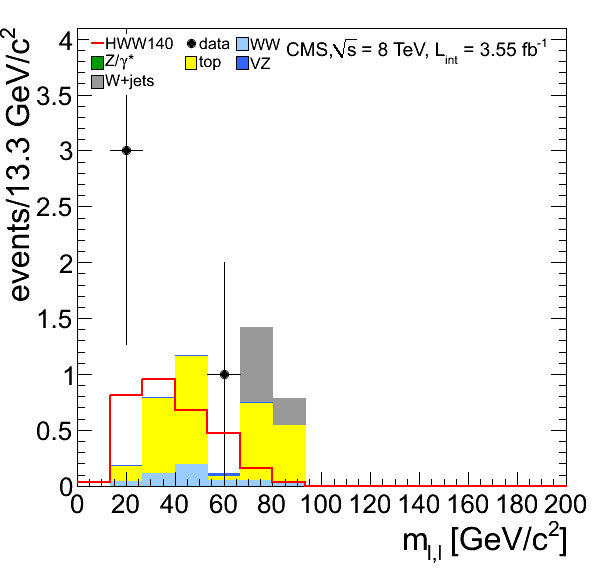 HWW140 data WW CMS,√s = 8 TeV, L_int = 3.55 fb⁻¹
Z/γ* top VZ
W+jets
events/13.3 GeV/c²
4
3.5
3
2.5
2
1.5
1
0.5
0
0 20 40 60 80 100 120 140 160 180 200
m_l,l [GeV/c²]